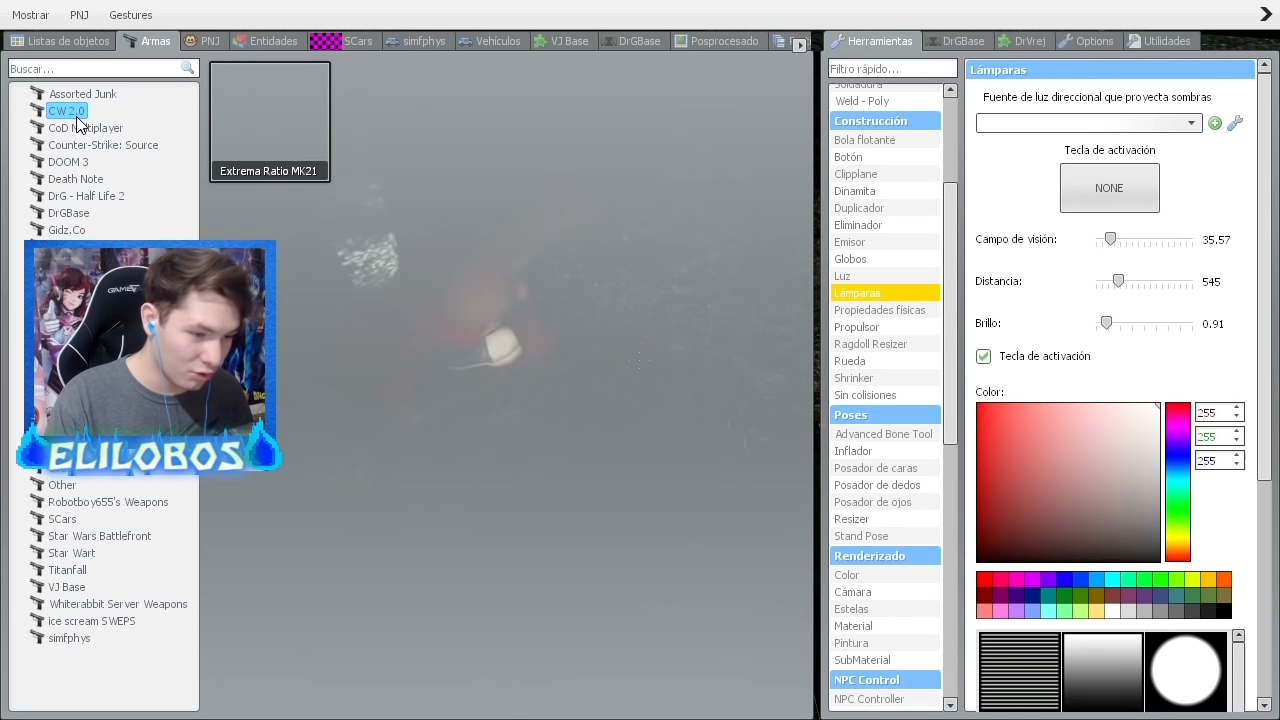 Mostrar PNJ Gestures
Listas de objetos Armas PNJ Entidades SCars simfphys Vehículos VJ Base DrGBase Posprocesado
Herramientas DrGBase DrVrej Options Utilidades
Buscar...
Assorted Junk
CW 2.0
Counter-Strike: Source
DOOM 3
Death Note
DrG - Half Life 2
DrGBase
Gidz.Co
Other
Robotboy655's Weapons
SCars
Star Wars Battlefront
Star Wart
Titanfall
VJ Base
Whiterabbit Server Weapons
ice scream SWEPS
simfphys
Extrema Ratio MK21
GAMEV
ELILOBOS
Filtro rápido...
Soldadura
Weld - Poly
Construcción
Bola flotante
Botón
Clipplane
Dinamita
Duplicador
Eliminador
Emisor
Globos
Luz
Lámparas
Propiedades físicas
Propulsor
Ragdoll Resizer
Rueda
Shrinker
Sin colisiones
Poses
Advanced Bone Tool
Inflador
Posador de caras
Posador de dedos
Posador de ojos
Resizer
Stand Pose
Renderizado
Color
Cámara
Estelas
Material
Pintura
SubMaterial
NPC Control
NPC Controller
Lámparas
Fuente de luz direccional que proyecta sombras
Tecla de activación
NONE
Campo de visión: 35.57
Distancia: 545
Brillo: 0.91
Tecla de activación
Color:
255
255
255